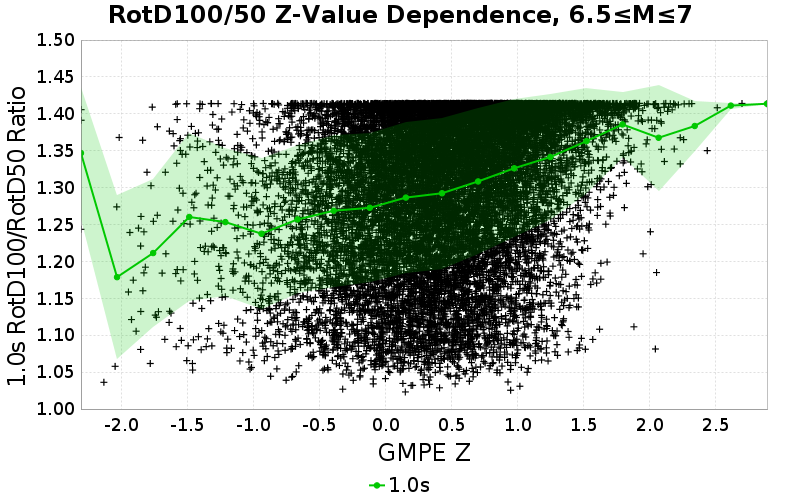 RotD100/50 Z-Value Dependence, 6.5≤M≤7
1.50
1.45
1.40
1.35
1.30
1.25
1.20
1.15
1.10
1.05
1.00
1.0s RotD100/RotD50 Ratio
-2.0 -1.5 -1.0 -0.5 0.0 0.5 1.0 1.5 2.0 2.5
GMPE Z
1.0s